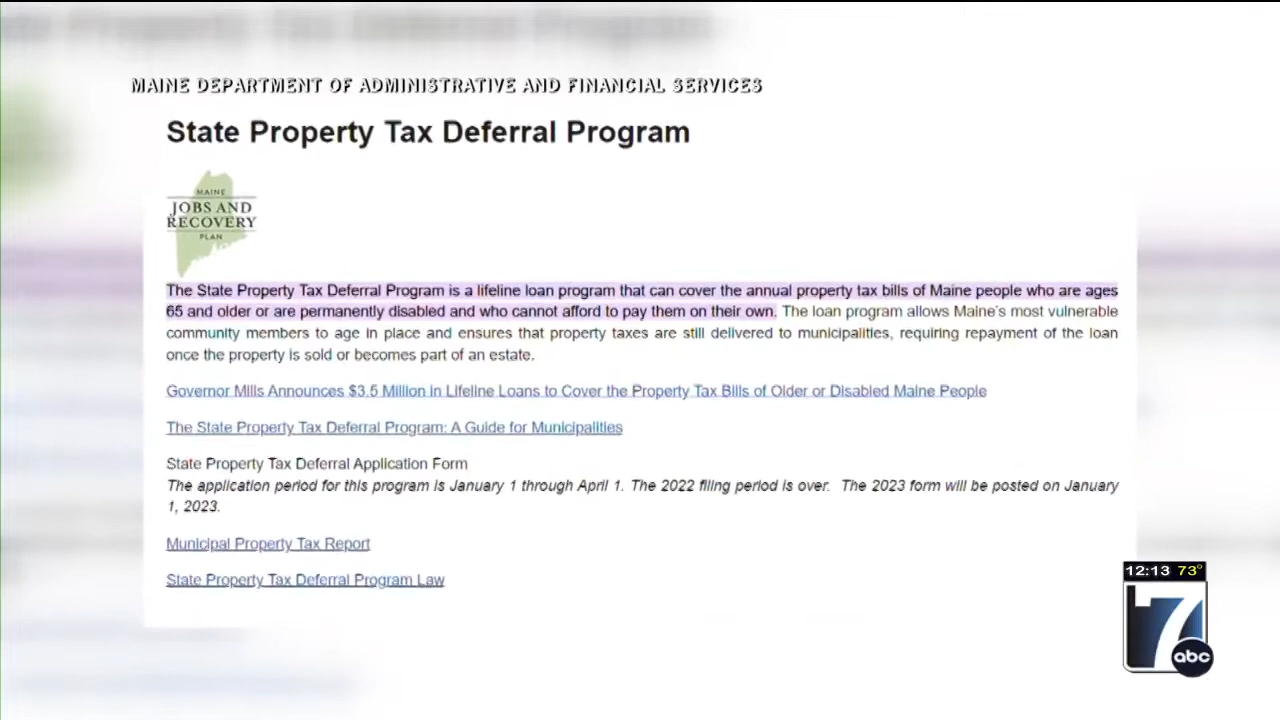 MAINE DEPARTMENT OF ADMINISTRATIVE AND FINANCIAL SERVICES
State Property Tax Deferral Program
MAINE
JOBS AND
RECOVERY
PLAN
The State Property Tax Deferral Program is a lifeline loan program that can cover the annual property tax bills of Maine people who are ages
65 and older or are permanently disabled and who cannot afford to pay them on their own. The loan program allows Maine's most vulnerable
community members to age in place and ensures that property taxes are still delivered to municipalities, requiring repayment of the loan
once the property is sold or becomes part of an estate.
Governor Mills Announces $3.5 Million in Lifeline Loans to Cover the Property Tax Bills of Older or Disabled Maine People
The State Property Tax Deferral Program: A Guide for Municipalities
State Property Tax Deferral Application Form
The application period for this program is January 1 through April 1. The 2022 filing period is over. The 2023 form will be posted on January
1, 2023.
Municipal Property Tax Report
State Property Tax Deferral Program Law
12:13 73°
7
abc